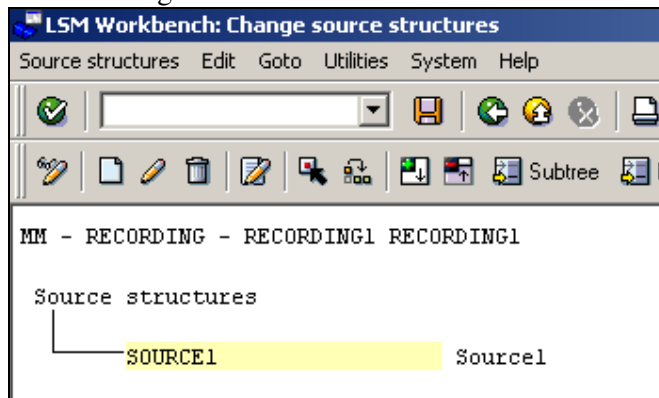 LSM Workbench: Change source structures
Source structures Edit Goto Utilities System Help
Subtree
MM - RECORDING - RECORDING1 RECORDING1
Source structures
SOURCE1 Source1